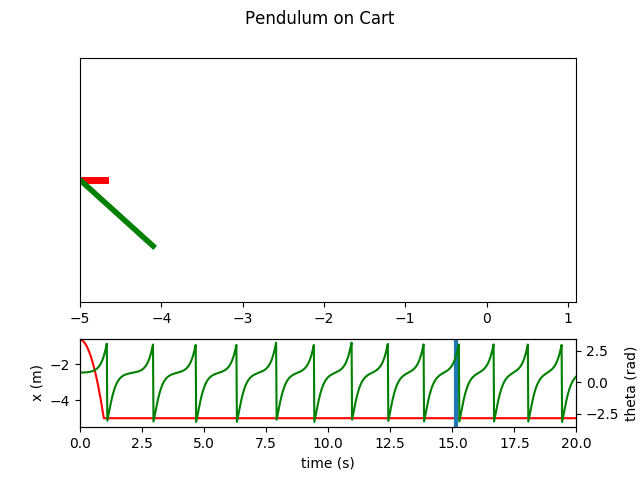 Pendulum on Cart
−5 −4 −3 −2 −1 0 1
−2
−4
x (m)
2.5
0.0
−2.5
theta (rad)
0.0 2.5 5.0 7.5 10.0 12.5 15.0 17.5 20.0
time (s)